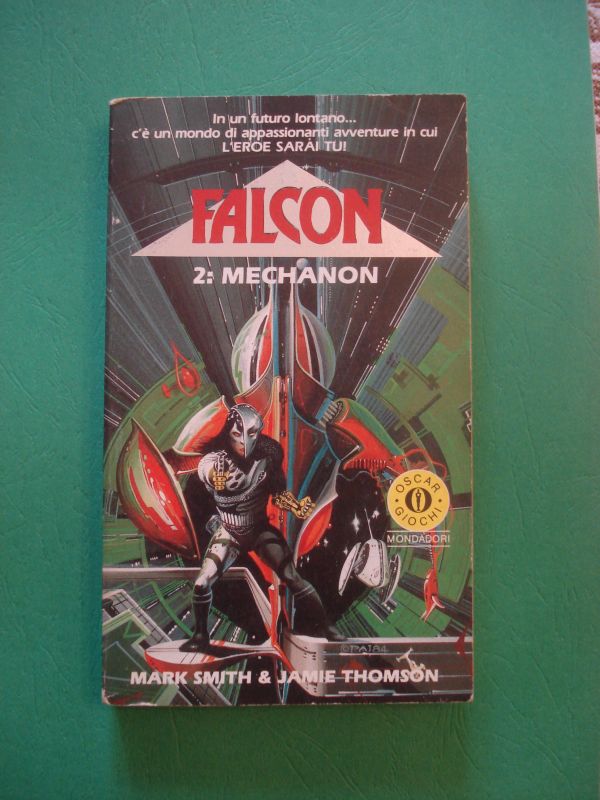 In un futuro lontano...
c'è un mondo di appassionanti avventure in cui
L'EROE SARAI TU!
FALCON
2: MECHANON
OSCAR
GIOCHI
MONDADORI
MARK SMITH & JAMIE THOMSON